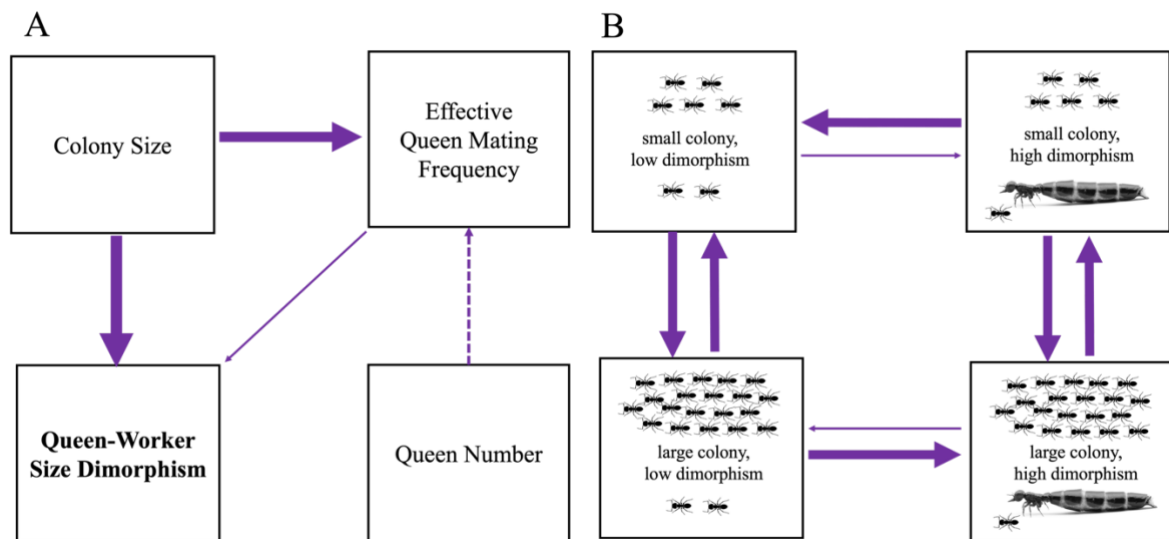 A
Colony Size
Effective
Queen Mating
Frequency
Queen-Worker
Size Dimorphism
Queen Number
B
small colony,
low dimorphism
small colony,
high dimorphism
large colony,
low dimorphism
large colony,
high dimorphism